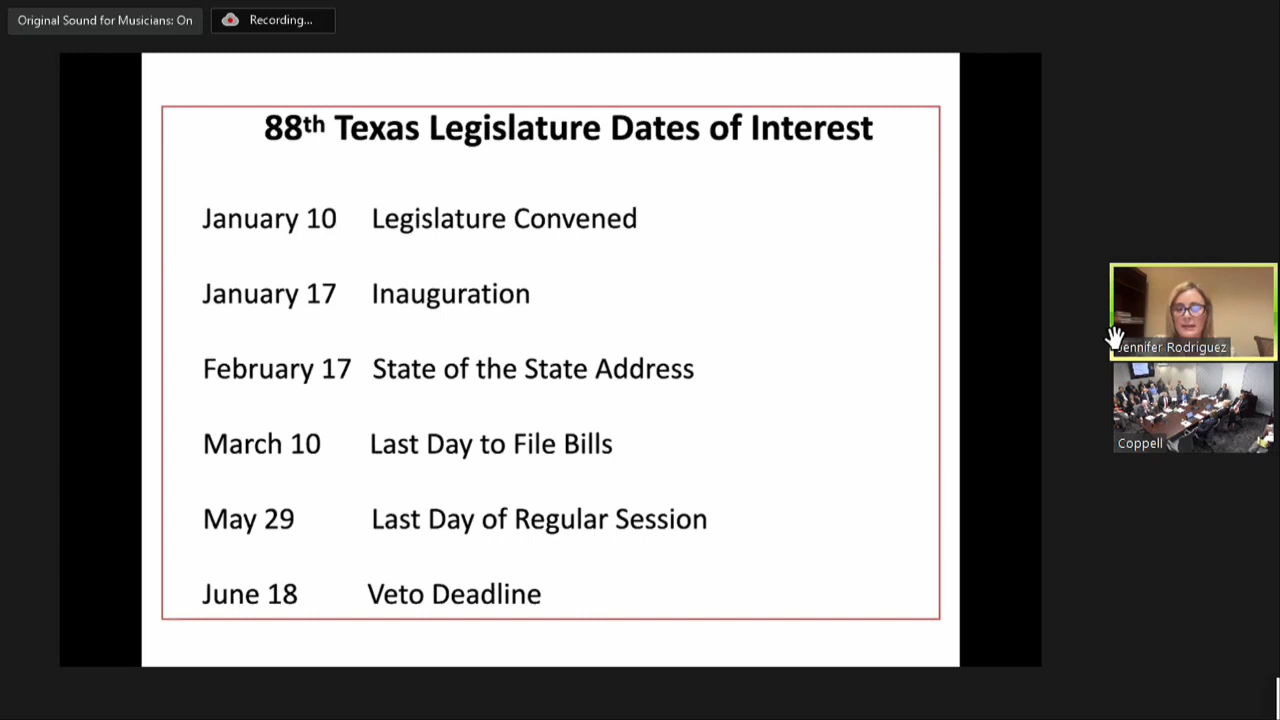 Original Sound for Musicians: On
Recording...
88th Texas Legislature Dates of Interest
January 10 Legislature Convened
January 17 Inauguration
February 17 State of the State Address
March 10 Last Day to File Bills
May 29 Last Day of Regular Session
June 18 Veto Deadline
Jennifer Rodriguez
Coppell